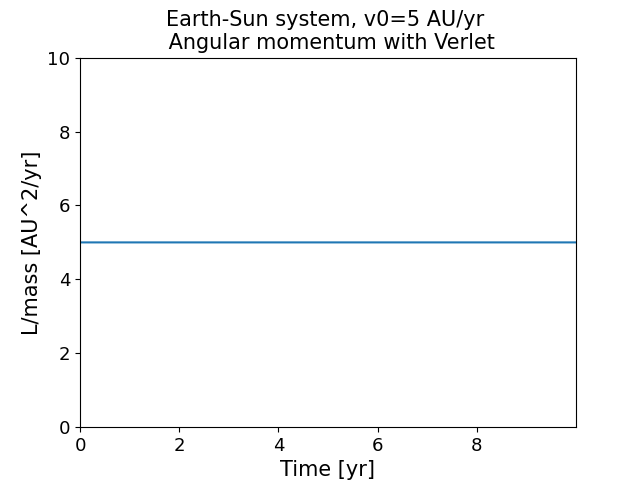 Earth-Sun system, v0=5 AU/yr
Angular momentum with Verlet
10
8
6
4
2
0
L/mass [AU^2/yr]
0 2 4 6 8
Time [yr]